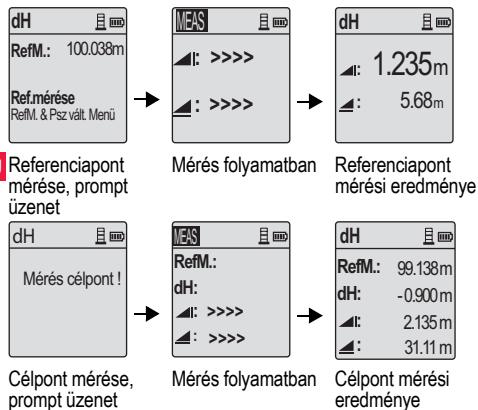 dH
RefM.: 100.038m
Ref.mérése
RefM. & Psz vált. Menü
MEAS
: >>>>
: >>>>
dH
: 1.235m
: 5.68m
Referenciapont
mérése, prompt
üzenet
Mérés folyamatban
Referenciapont
mérési eredménye
dH
Mérés célpont !
MEAS
RefM.:
dH:
: >>>>
: >>>>
dH
RefM.: 99.138m
dH: -0.900m
: 2.135m
: 31.11m
Célpont mérése,
prompt üzenet
Mérés folyamatban
Célpont mérési
eredménye